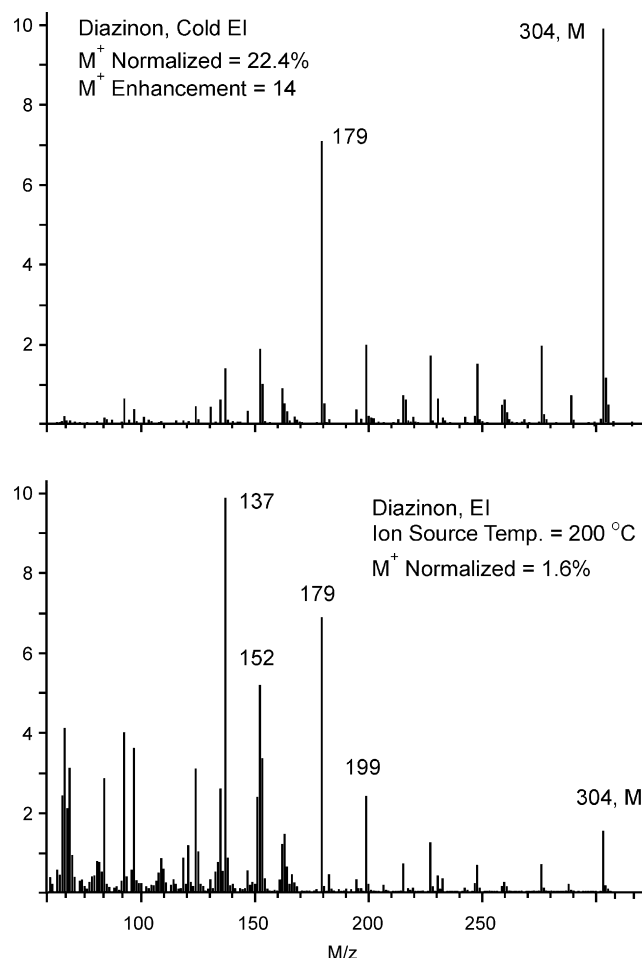 10
Diazinon, Cold EI
304, M
M+ Normalized = 22.4%
M+ Enhancement = 14
8
179
6
4
2
10
137
Diazinon, EI
Ion Source Temp. = 200 °C
8
M+ Normalized = 1.6%
179
6
152
4
199
304, M
2
100
150
200
250
M/z